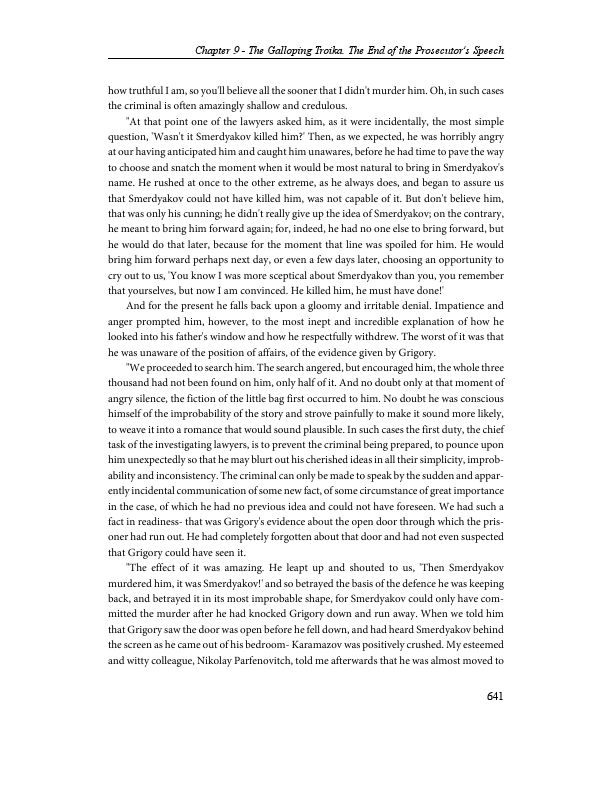 Chapter 9 - The Galloping Troika. The End of the Prosecutor's Speech
how truthful I am, so you'll believe all the sooner that I didn't murder him. Oh, in such cases
the criminal is often amazingly shallow and credulous.
"At that point one of the lawyers asked him, as it were incidentally, the most simple
question, 'Wasn't it Smerdyakov killed him?' Then, as we expected, he was horribly angry
at our having anticipated him and caught him unawares, before he had time to pave the way
to choose and snatch the moment when it would be most natural to bring in Smerdyakov's
name. He rushed at once to the other extreme, as he always does, and began to assure us
that Smerdyakov could not have killed him, was not capable of it. But don't believe him,
that was only his cunning; he didn't really give up the idea of Smerdyakov; on the contrary,
he meant to bring him forward again; for, indeed, he had no one else to bring forward, but
he would do that later, because for the moment that line was spoiled for him. He would
bring him forward perhaps next day, or even a few days later, choosing an opportunity to
cry out to us, 'You know I was more sceptical about Smerdyakov than you, you remember
that yourselves, but now I am convinced. He killed him, he must have done!'
And for the present he falls back upon a gloomy and irritable denial. Impatience and
anger prompted him, however, to the most inept and incredible explanation of how he
looked into his father's window and how he respectfully withdrew. The worst of it was that
he was unaware of the position of affairs, of the evidence given by Grigory.
"We proceeded to search him. The search angered, but encouraged him, the whole three
thousand had not been found on him, only half of it. And no doubt only at that moment of
angry silence, the fiction of the little bag first occurred to him. No doubt he was conscious
himself of the improbability of the story and strove painfully to make it sound more likely,
to weave it into a romance that would sound plausible. In such cases the first duty, the chief
task of the investigating lawyers, is to prevent the criminal being prepared, to pounce upon
him unexpectedly so that he may blurt out his cherished ideas in all their simplicity, improb-
ability and inconsistency. The criminal can only be made to speak by the sudden and appar-
ently incidental communication of some new fact, of some circumstance of great importance
in the case, of which he had no previous idea and could not have foreseen. We had such a
fact in readiness- that was Grigory's evidence about the open door through which the pris-
oner had run out. He had completely forgotten about that door and had not even suspected
that Grigory could have seen it.
"The effect of it was amazing. He leapt up and shouted to us, 'Then Smerdyakov
murdered him, it was Smerdyakov!' and so betrayed the basis of the defence he was keeping
back, and betrayed it in its most improbable shape, for Smerdyakov could only have com-
mitted the murder after he had knocked Grigory down and run away. When we told him
that Grigory saw the door was open before he fell down, and had heard Smerdyakov behind
the screen as he came out of his bedroom- Karamazov was positively crushed. My esteemed
and witty colleague, Nikolay Parfenovitch, told me afterwards that he was almost moved to
641